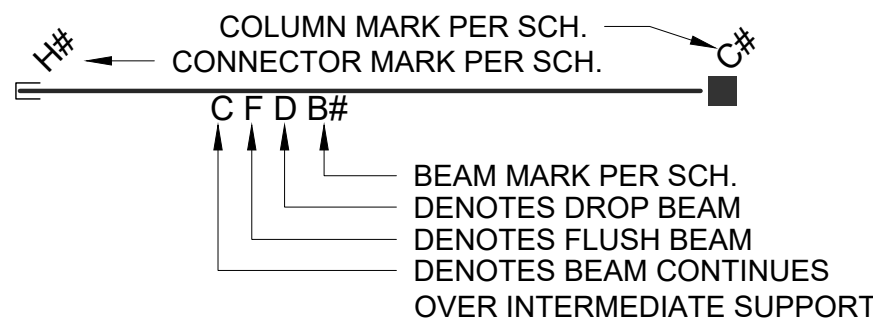 COLUMN MARK PER SCH.
C#
H#
CONNECTOR MARK PER SCH.
C F D B#
BEAM MARK PER SCH.
DENOTES DROP BEAM
DENOTES FLUSH BEAM
DENOTES BEAM CONTINUES
OVER INTERMEDIATE SUPPORT